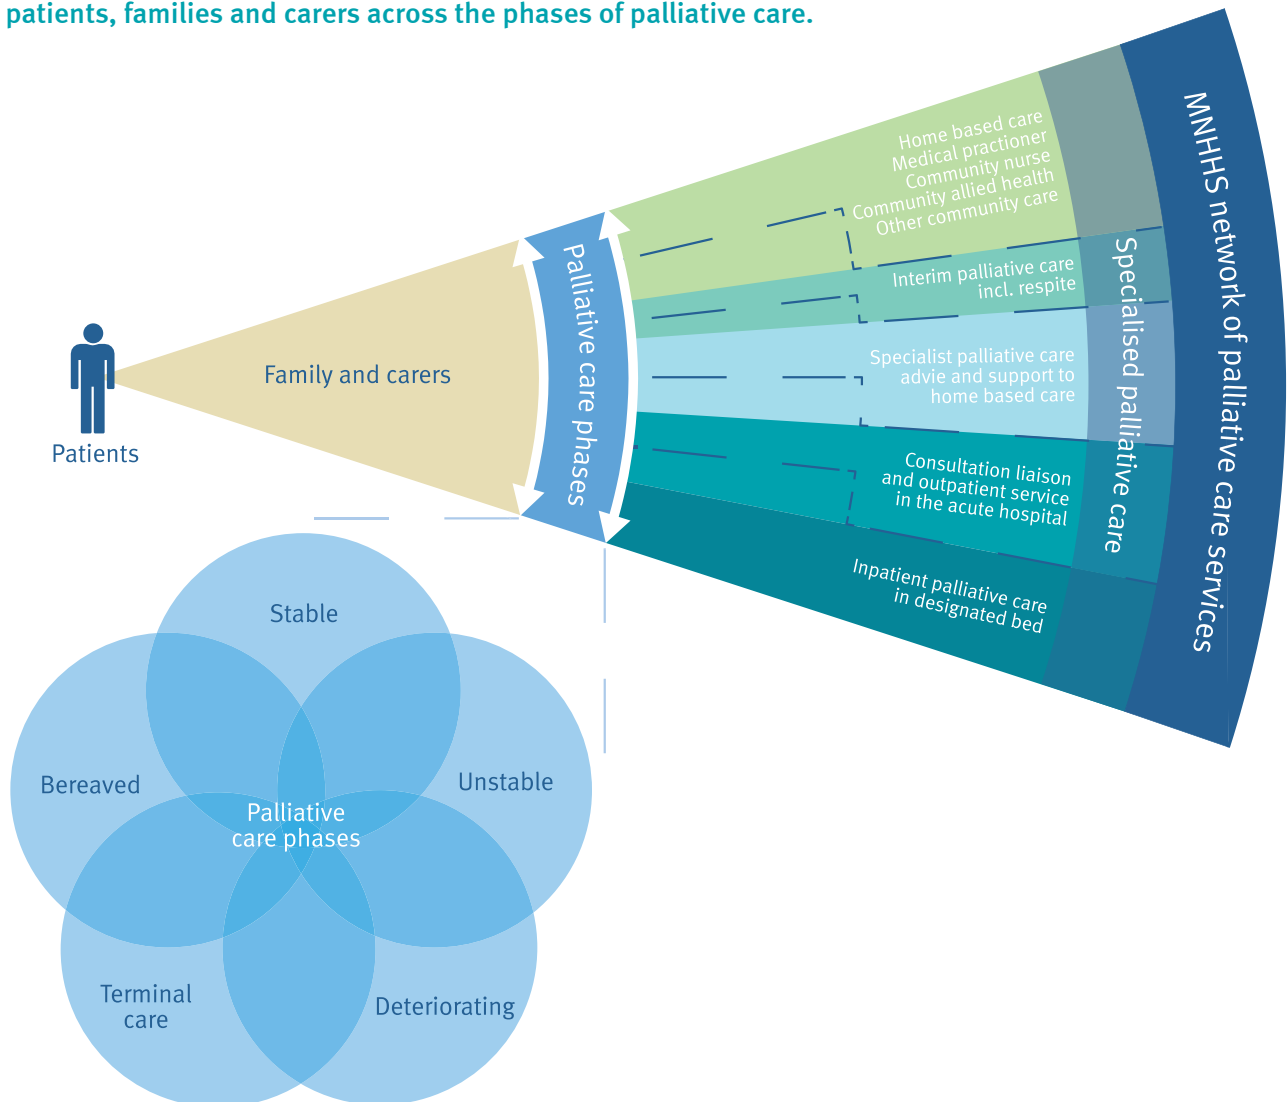 patients, families and carers across the phases of palliative care.
Patients
Family and carers
Palliative care phases
Home based care
Medical practioner
Community nurse
Community allied health
Other community care
Interim palliative care
incl. respite
Specialist palliative care
advie and support to
home based care
Consultation liaison
and outpatient service
in the acute hospital
Inpatient palliative care
in designated bed
Specialised palliative care
MNHHS network of palliative care services
Stable
Bereaved
Unstable
Palliative
care phases
Terminal
care
Deteriorating